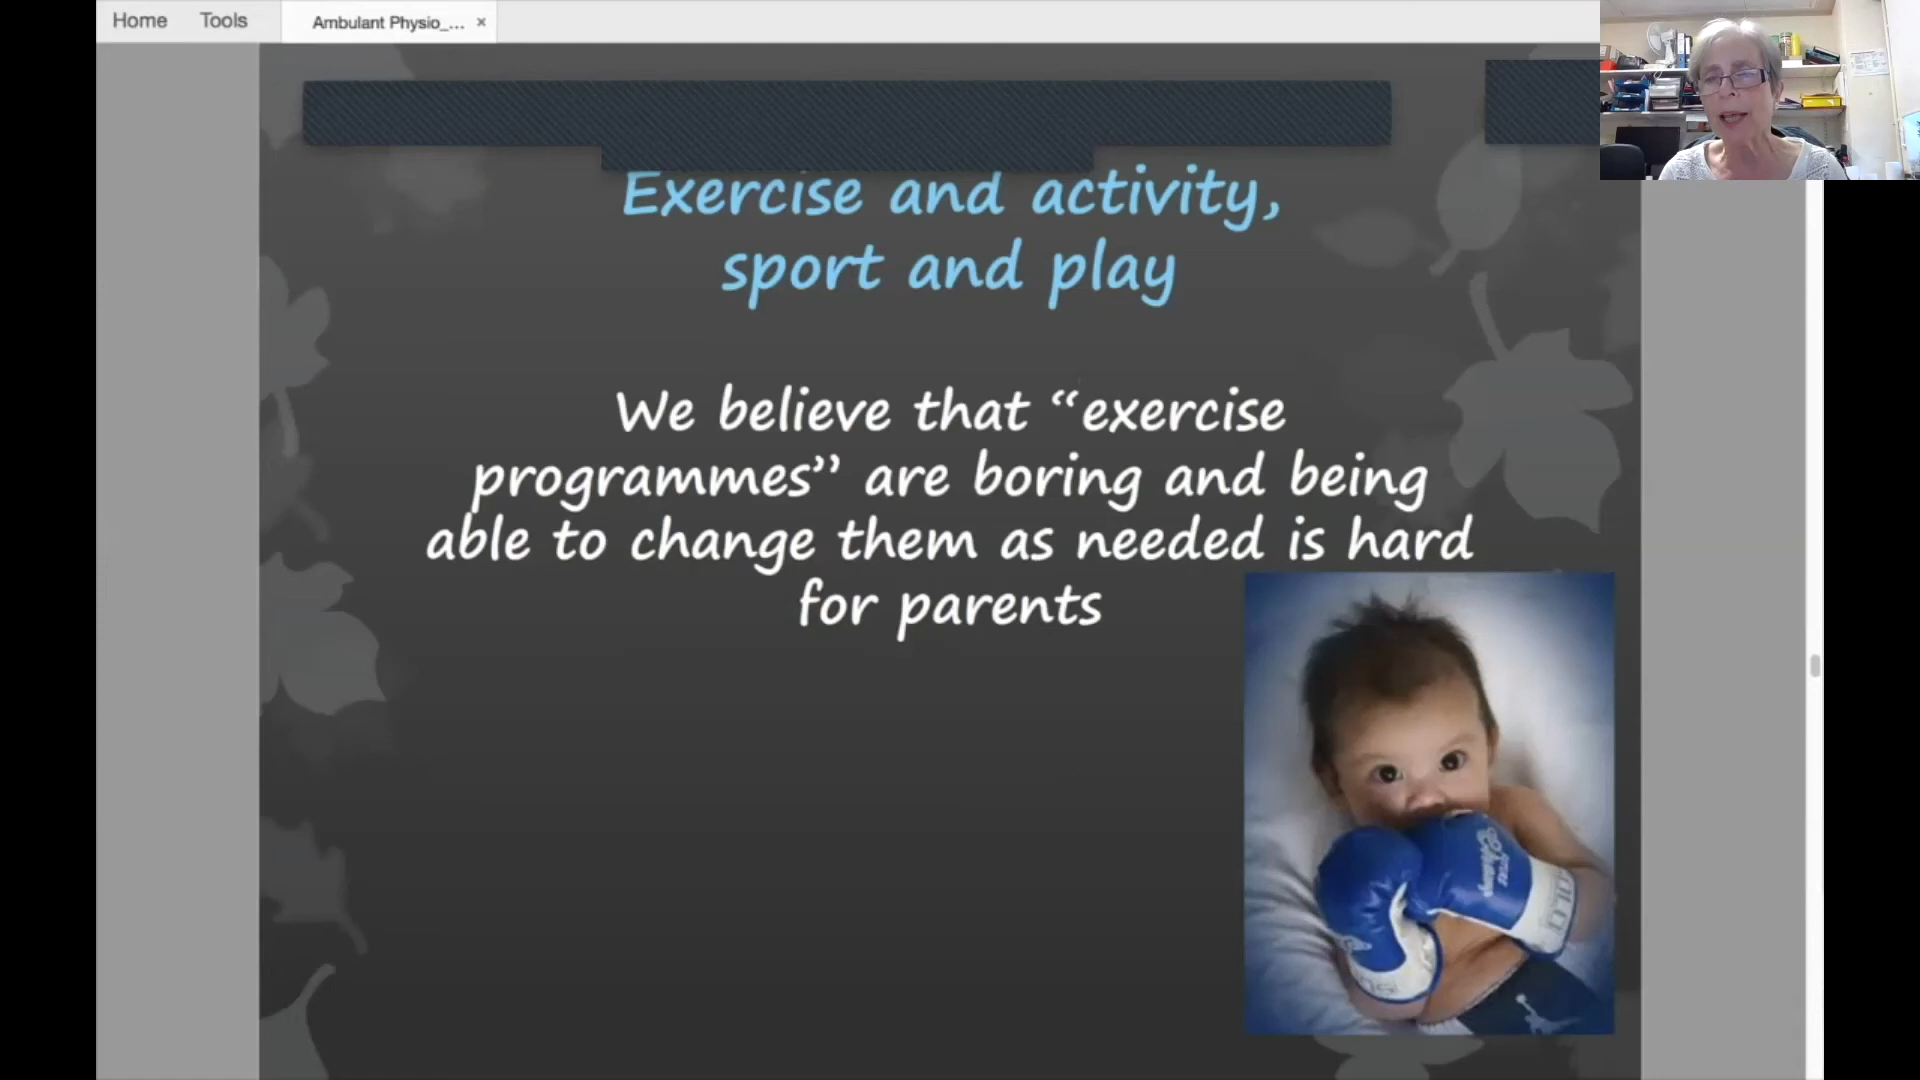 Home Tools Ambulant Physio_... ×
Exercise and activity,
sport and play
We believe that “exercise
programmes” are boring and being
able to change them as needed is hard
for parents